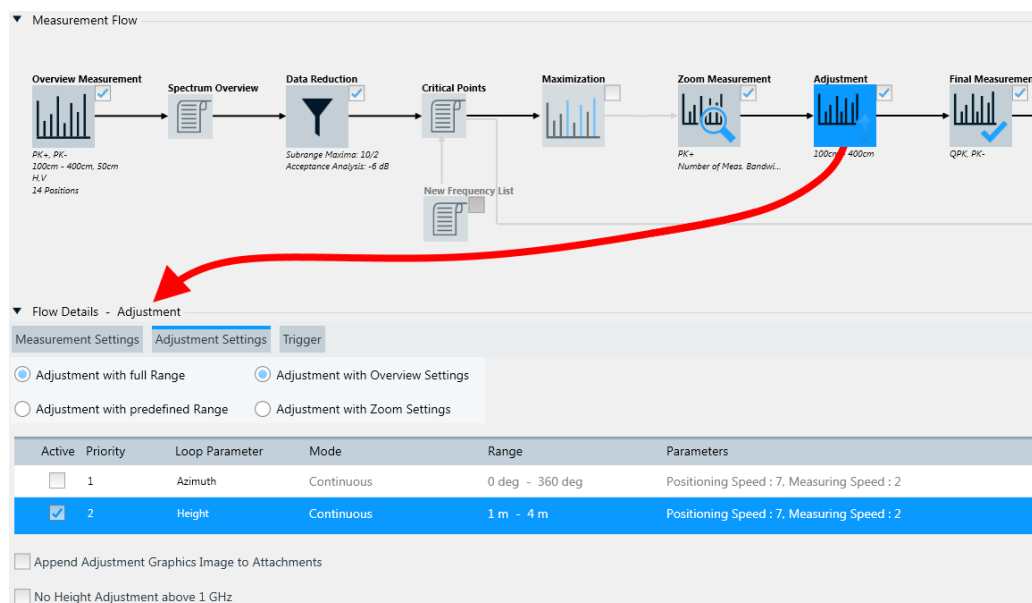 Measurement Flow
Overview Measurement
Spectrum Overview
Data Reduction
Critical Points
Maximization
Zoom Measurement
Adjustment
Final Measuremen
PK+, PK-
100cm - 400cm, 50cm
H,V
14 Positions
Subrange Maxima: 10/2
Acceptance Analysis: -6 dB
PK+
Number of Meas. Bandwi...
100cm - 400cm
QPK, PK-
New Frequency List
Flow Details - Adjustment
Measurement Settings Adjustment Settings Trigger
Adjustment with full Range Adjustment with Overview Settings
Adjustment with predefined Range Adjustment with Zoom Settings
Active Priority Loop Parameter Mode Range Parameters
1 Azimuth Continuous 0 deg - 360 deg Positioning Speed : 7, Measuring Speed : 2
2 Height Continuous 1 m - 4 m Positioning Speed : 7, Measuring Speed : 2
Append Adjustment Graphics Image to Attachments
No Height Adjustment above 1 GHz